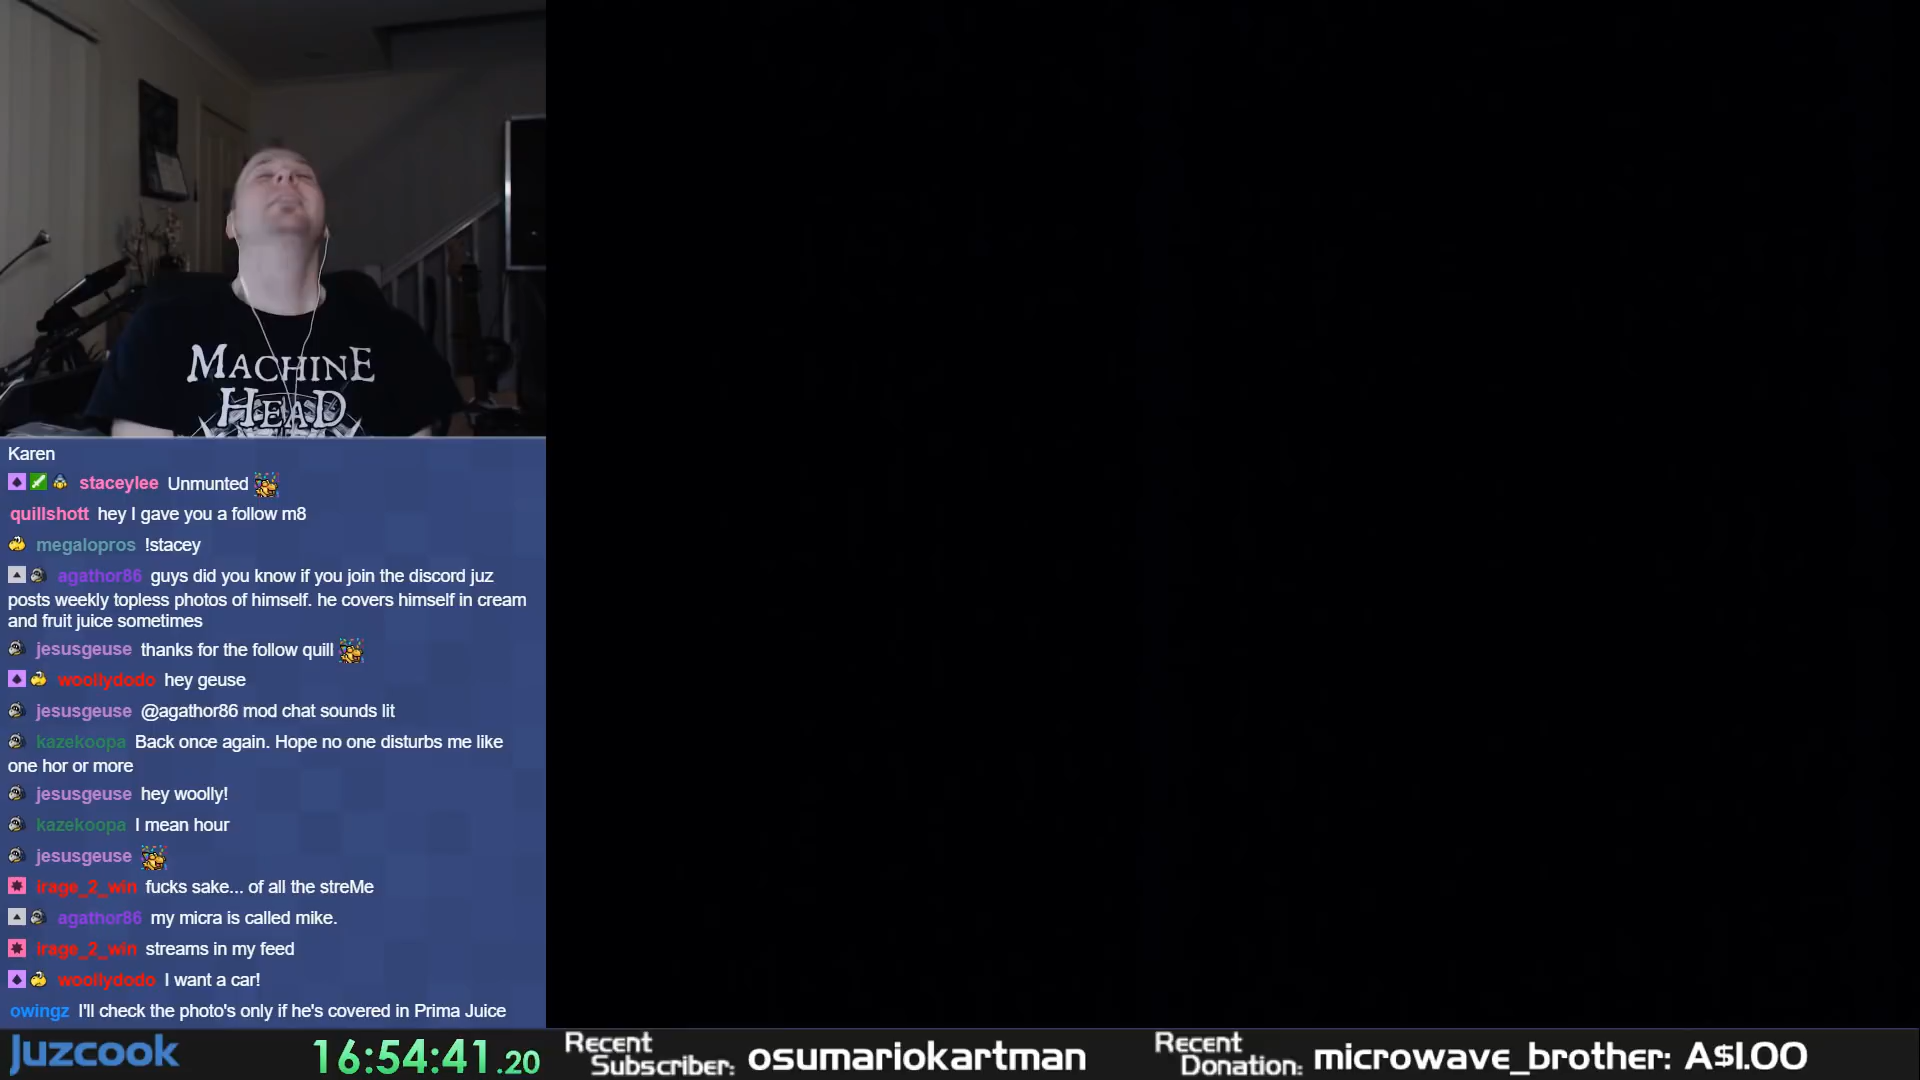 MACHINE
HEAD
Karen
staceylee Unmunted
quillshott hey I gave you a follow m8
megalopros !stacey
agathor86 guys did you know if you join the discord juz
posts weekly topless photos of himself. he covers himself in cream
and fruit juice sometimes
jesusgeuse thanks for the follow quill
woollydodo hey geuse
jesusgeuse @agathor86 mod chat sounds lit
kazekoopa Back once again. Hope no one disturbs me like
one hor or more
jesusgeuse hey woolly!
kazekoopa I mean hour
jesusgeuse
irage_2_win fucks sake... of all the streMe
agathor86 my micra is called mike.
irage_2_win streams in my feed
woollydodo I want a car!
owingz I'll check the photo's only if he's covered in Prima Juice
Juzcook
16:54:41.20
Recent
Subscriber: osumariokartman
Recent
Donation: microwave_brother: A$1.00